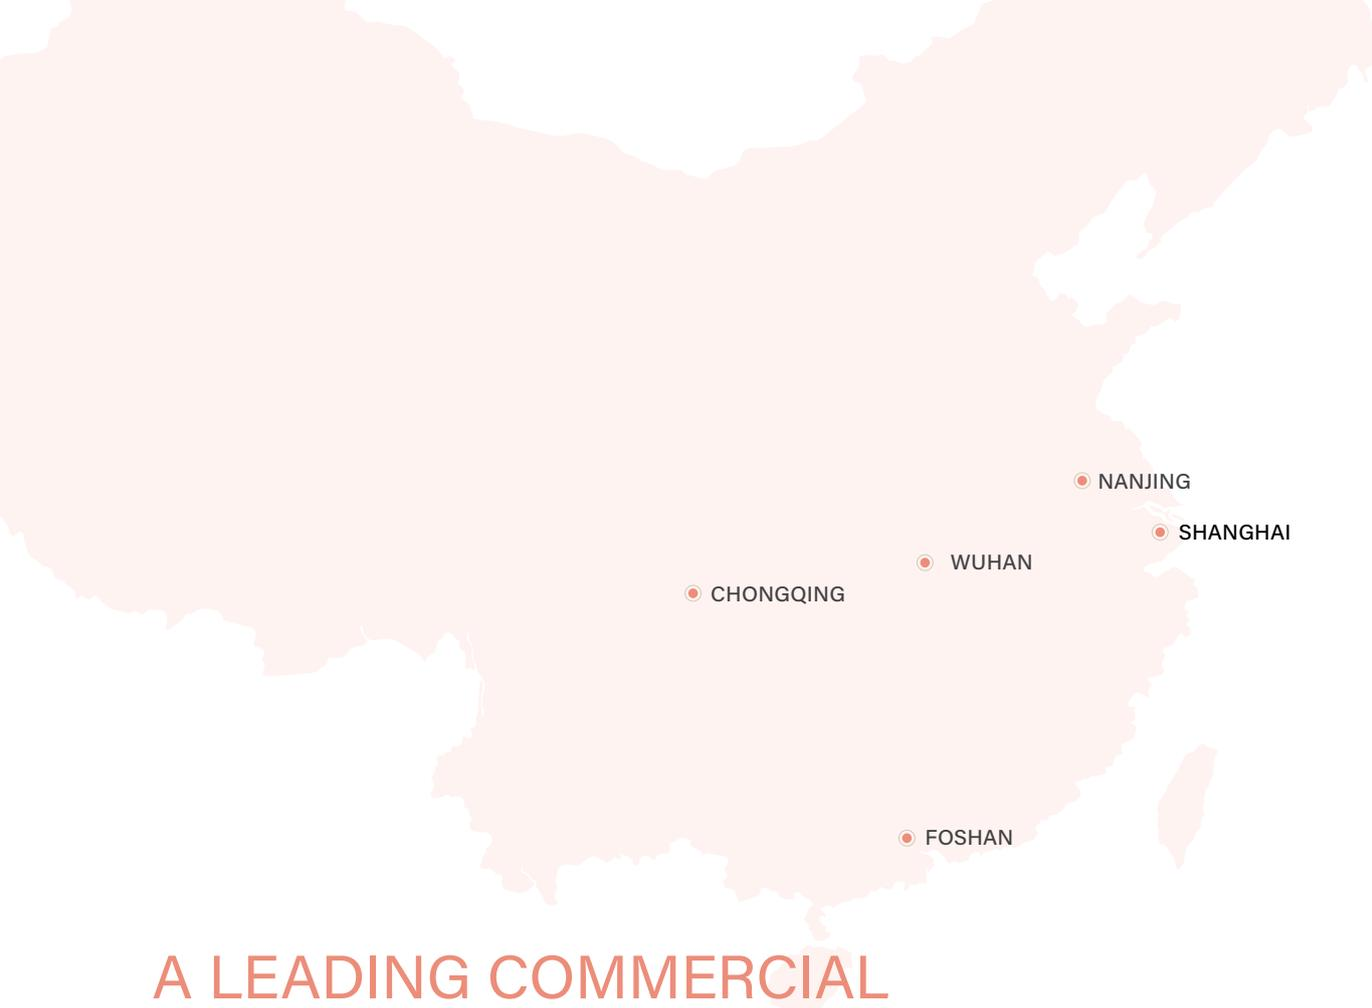 NANJING
SHANGHAI
WUHAN
CHONGQING
FOSHAN
A LEADING COMMERCIAL